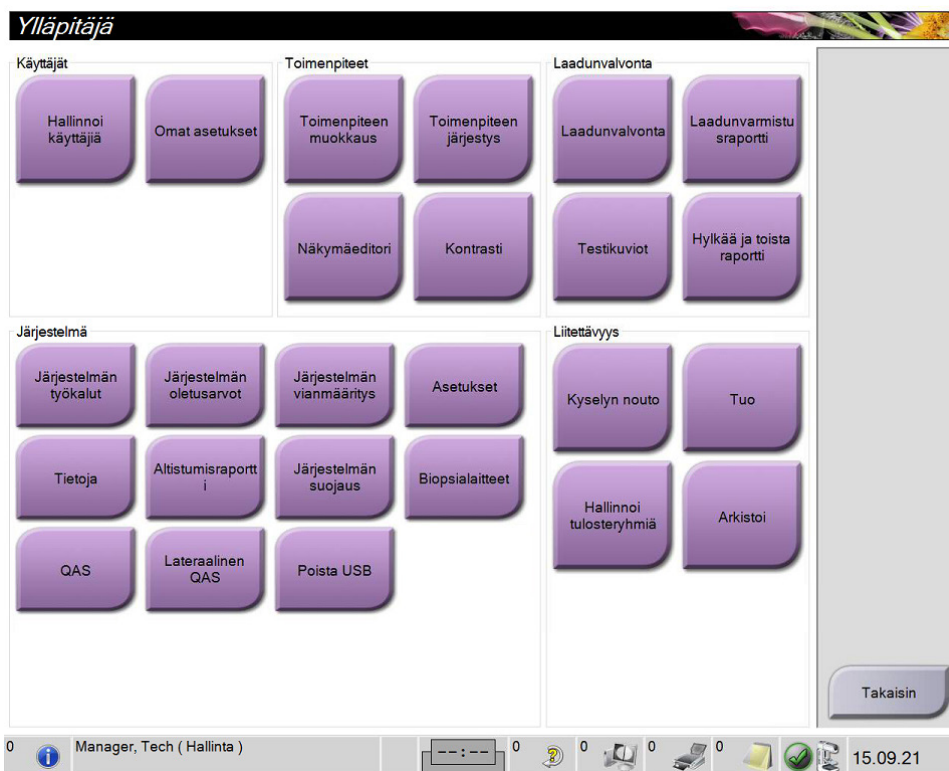 Ylläpitäjä
Käyttäjät
Hallinnoi
käyttäjiä
Omat asetukset
Toimenpiteet
Toimenpiteen
muokkaus
Toimenpiteen
järjestys
Näkymäeditori
Kontrasti
Laadunvalvonta
Laadunvalvonta
Laadunvarmistu
sraportti
Testikuviot
Hylkää ja toista
raportti
Järjestelmä
Järjestelmän
työkalut
Järjestelmän
oletusarvot
Järjestelmän
vianmääritys
Asetukset
Tietoja
Altistumisraportt
i
Järjestelmän
suojaus
Biopsialaitteet
QAS
Lateraalinen
QAS
Poista USB
Liitettävyys
Kyselyn nouto
Tuo
Hallinnoi
tulosteryhmiä
Arkistoi
Takaisin
0 Manager, Tech ( Hallinta ) --:-- 0 0 0 0 15.09.21